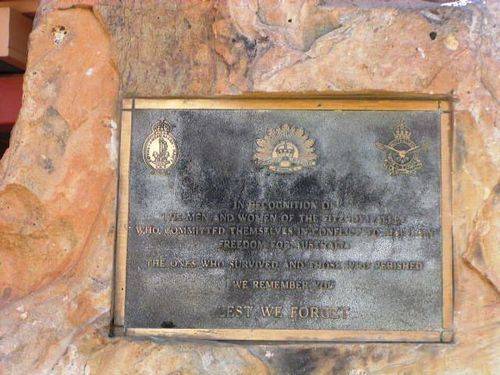 IN RECOGNITION OF
THE MEN AND WOMEN OF THE
WHO COMMITTED THEMSELVES IN CONFLICT TO
FREEDOM FOR AUSTRALIA
THE ONES WHO SURVIVED AND THOSE WHO PERISHED
WE REMEMBER YOU
LEST WE FORGET